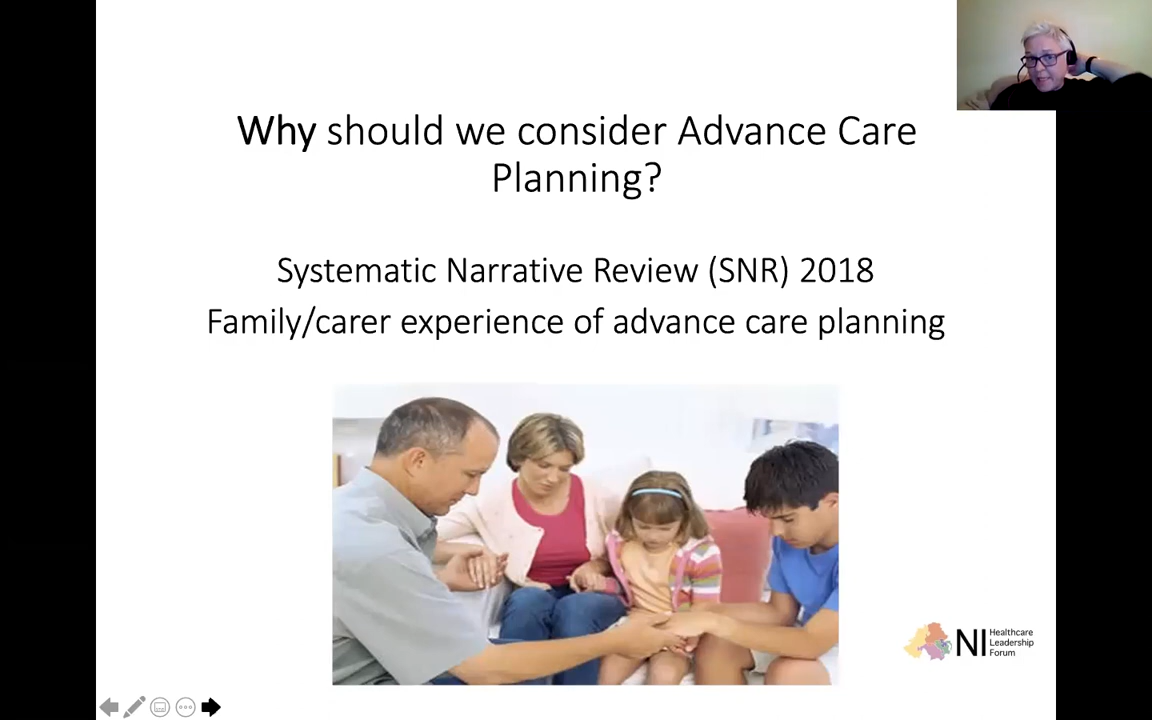 Why should we consider Advance Care
Planning?
Systematic Narrative Review (SNR) 2018
Family/carer experience of advance care planning
NI Healthcare
Leadership
Forum